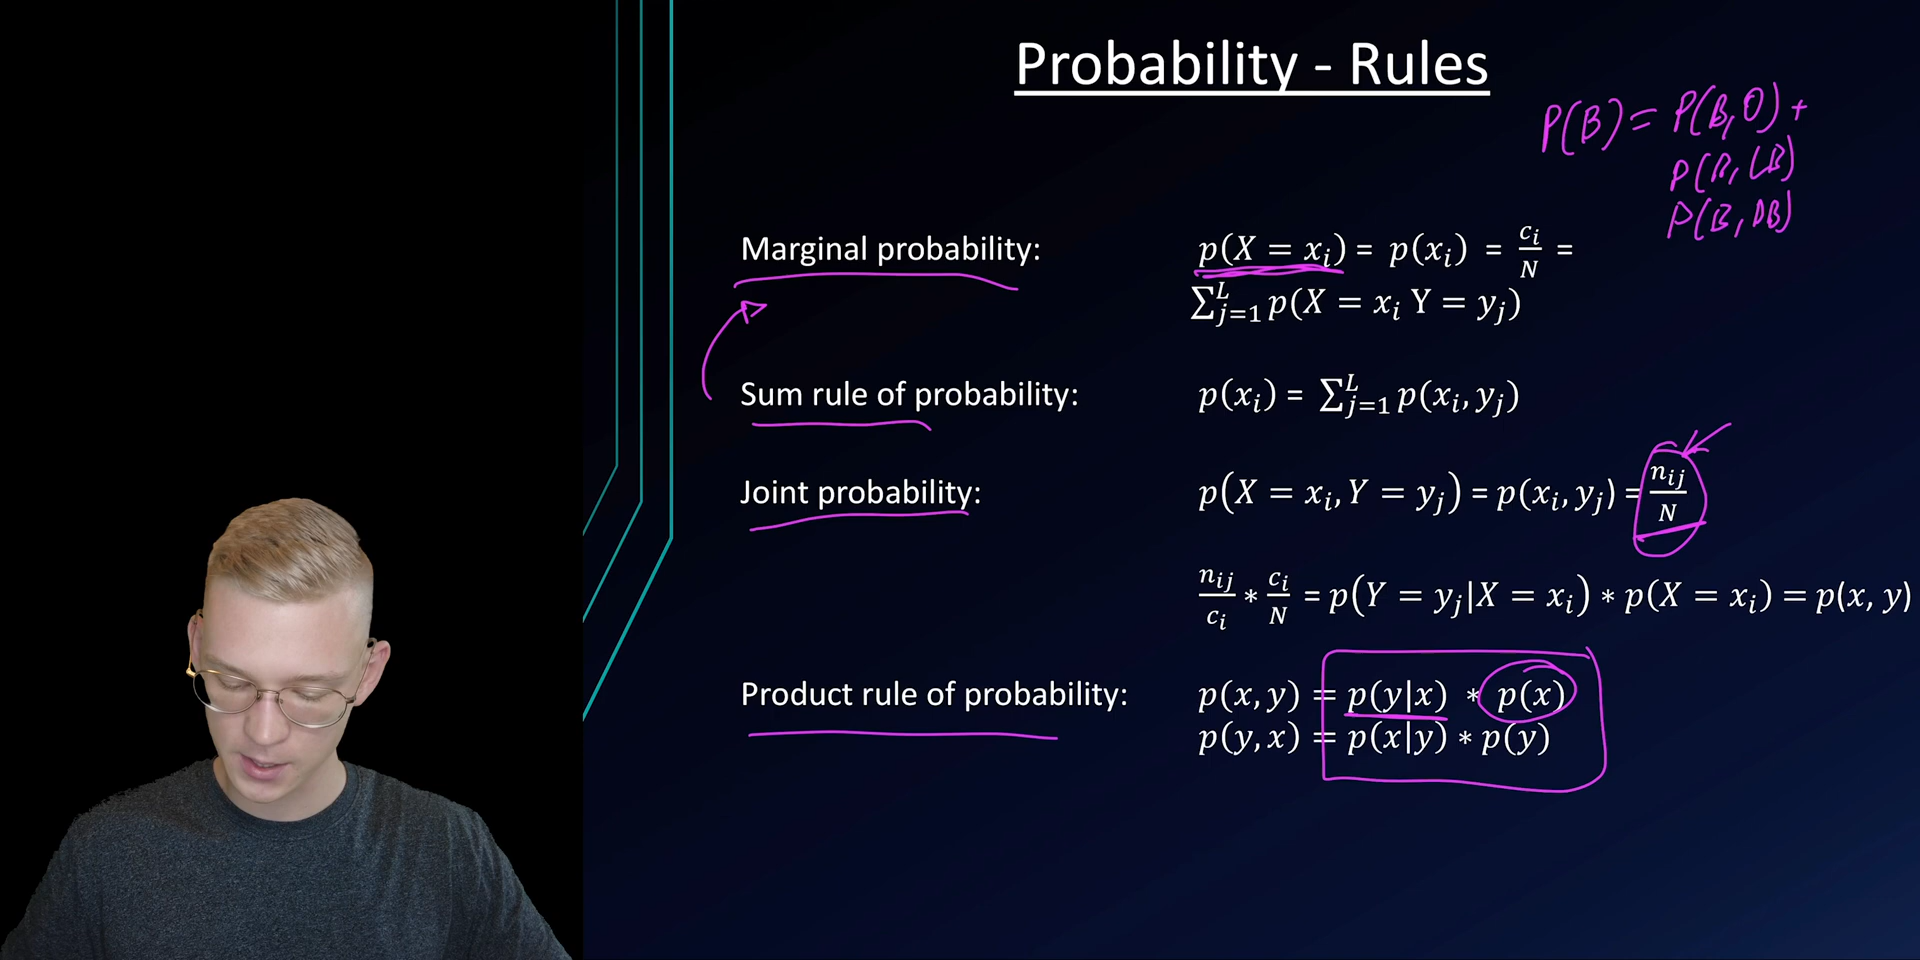 Probability - Rules
P(B) = P(B,O) +
P(B, LB)
P(B, DB)
Marginal probability: p(X = xᵢ) = p(xᵢ) = cᵢ/N =
∑ᴸⱼ₌₁ p(X = xᵢ Y = yⱼ)
Sum rule of probability: p(xᵢ) = ∑ᴸⱼ₌₁ p(xᵢ, yⱼ)
Joint probability: p(X = xᵢ, Y = yⱼ) = p(xᵢ, yⱼ) = nᵢⱼ/N
nᵢⱼ/cᵢ * cᵢ/N = p(Y = yⱼ|X = xᵢ) * p(X = xᵢ) = p(x, y)
Product rule of probability: p(x, y) = p(y|x) * p(x)
p(y, x) = p(x|y) * p(y)